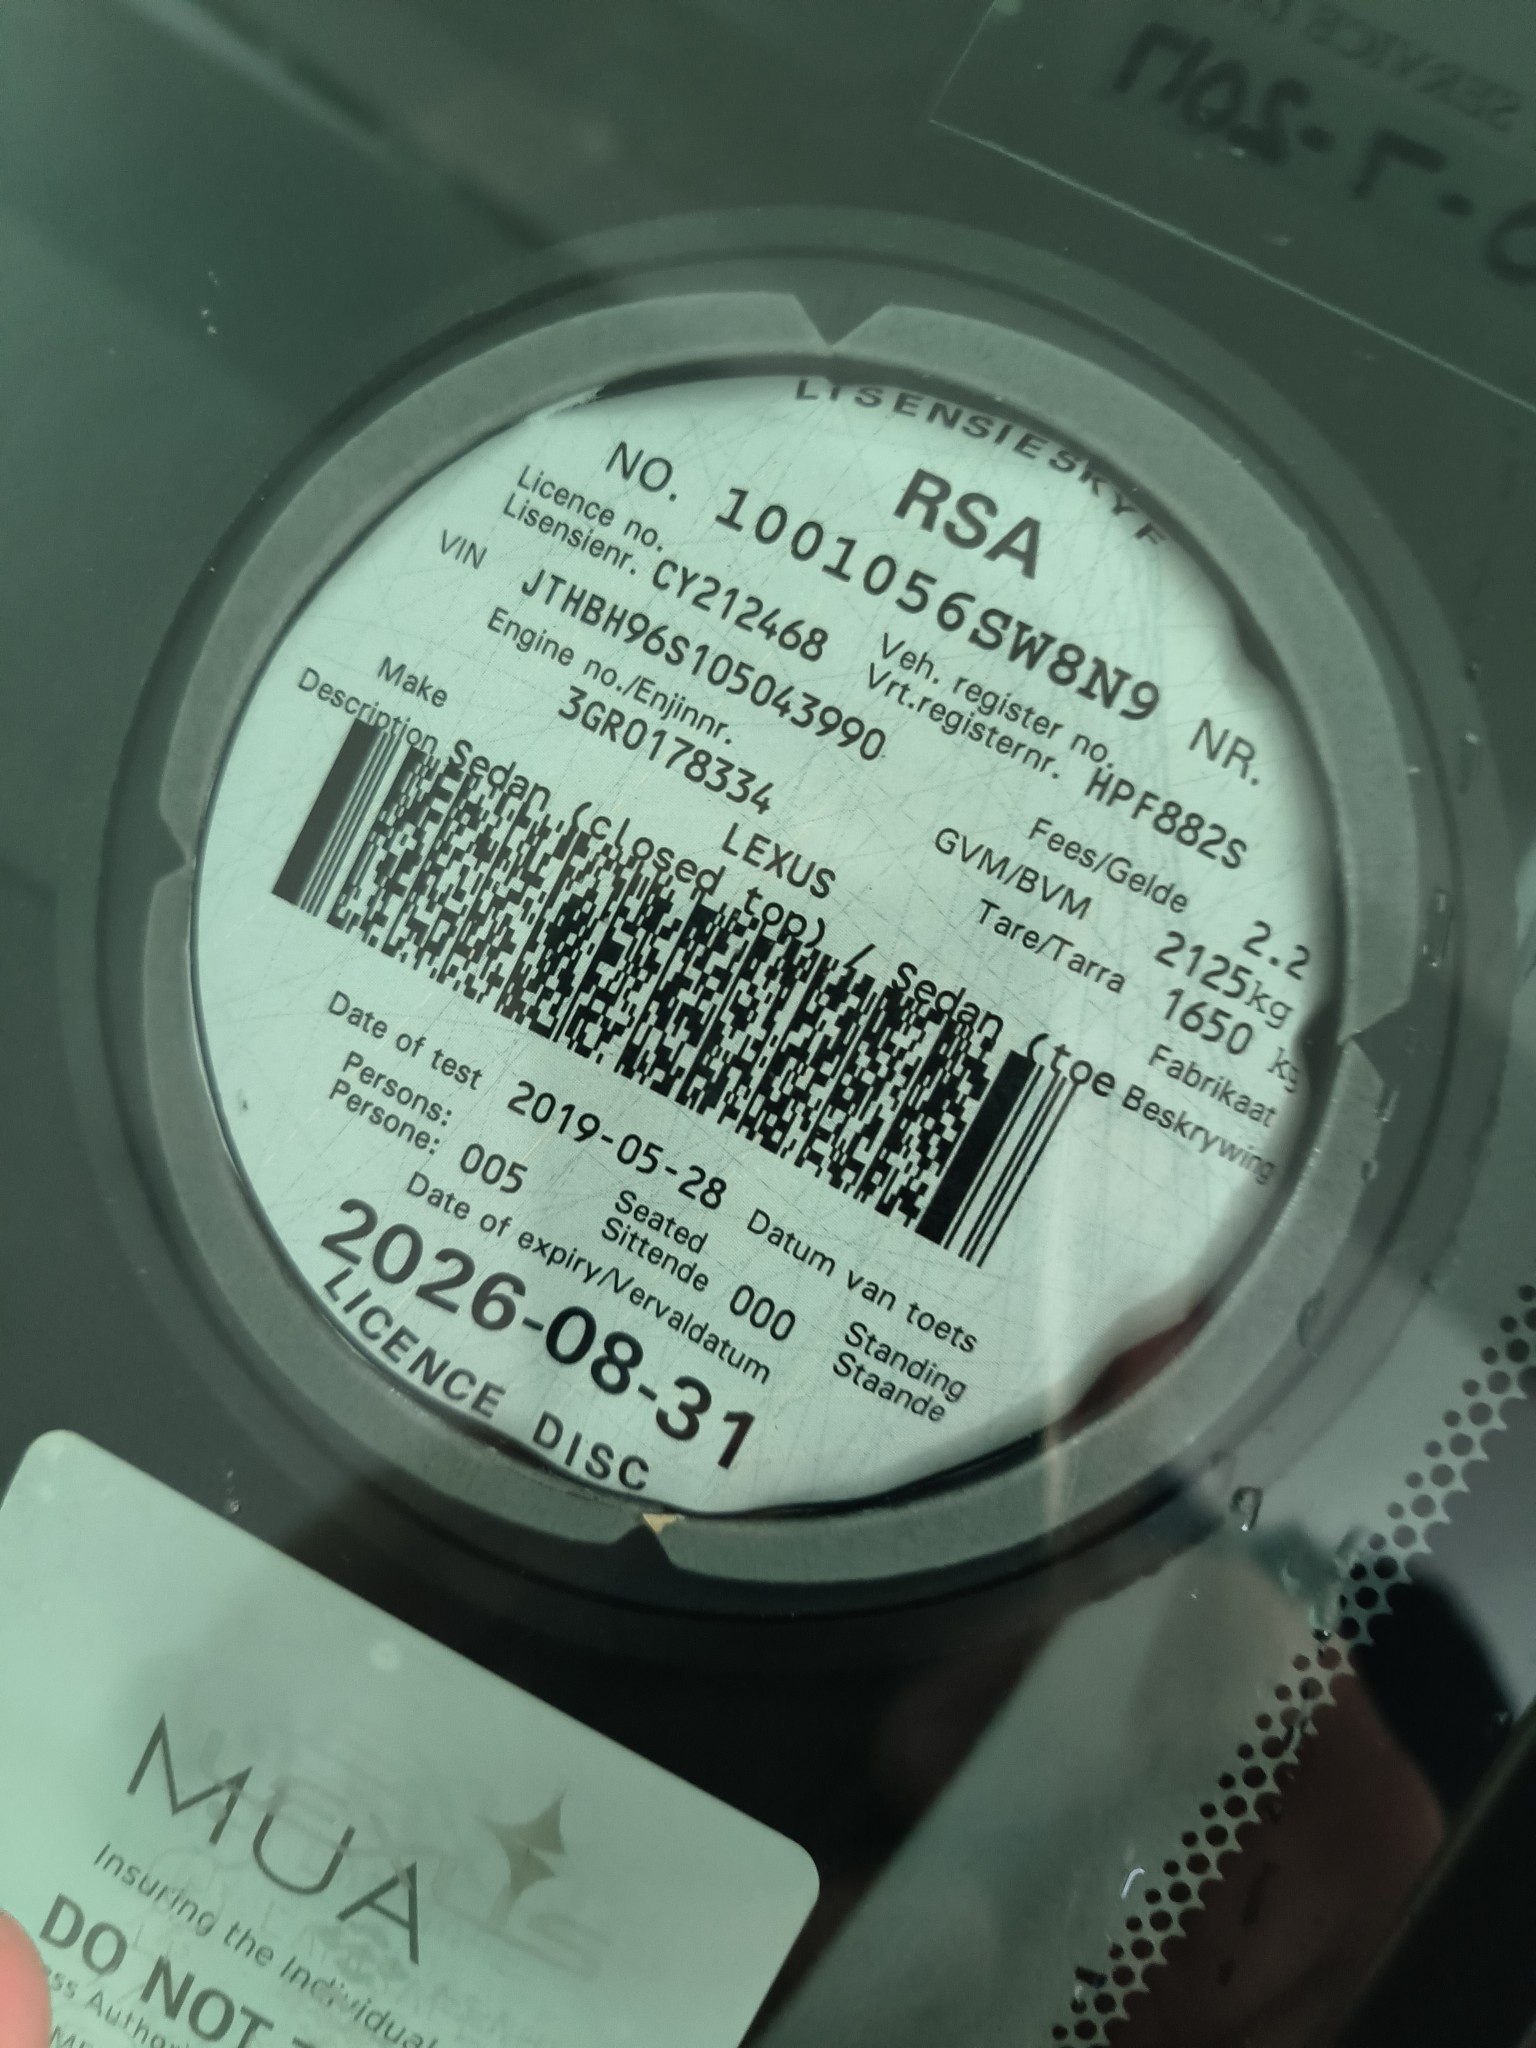 LISENSIESKYF
RSA
NO. 1001056SW8N9 NR.
Licence no.
Lisensienr. CY212468
Veh. register no.
Vrt.registernr. HPF882S
VIN JTHBH96S105043990
Engine no./Enjinnr.
3GR0178334
Fees/Gelde 2.2
GVM/BVM 2125kg
Tare/Tarra 1650 kg
Make LEXUS Fabrikaat
Description Sedan (closed top) / Sedan (toe Beskrywing
Date of test 2019-05-28 Datum van toets
Persons:
Persone: 005
Seated
Sittende 000
Standing
Staande
Date of expiry/Vervaldatum
2026-08-31
LICENCE DISC
MUA
Insuring the Individual
DO NOT